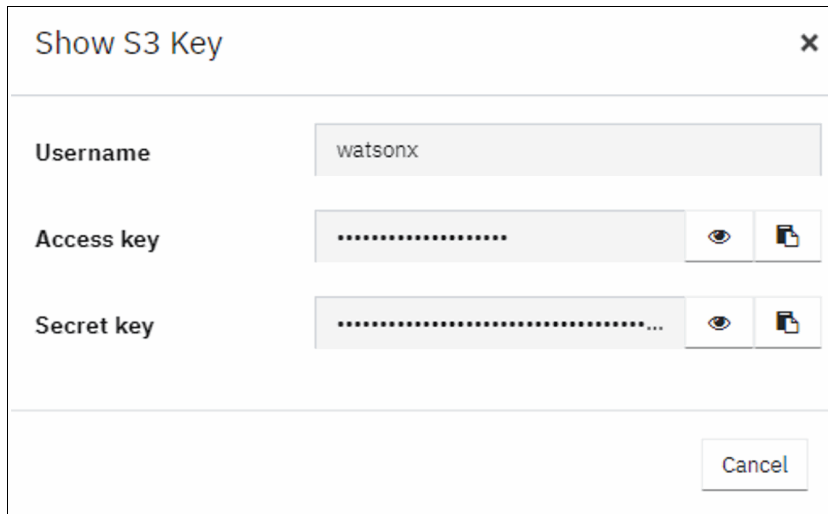 Show S3 Key
Username watsonx
Access key ••••••••••••••••••••
Secret key ••••••••••••••••••••••••••••••••••••...
Cancel